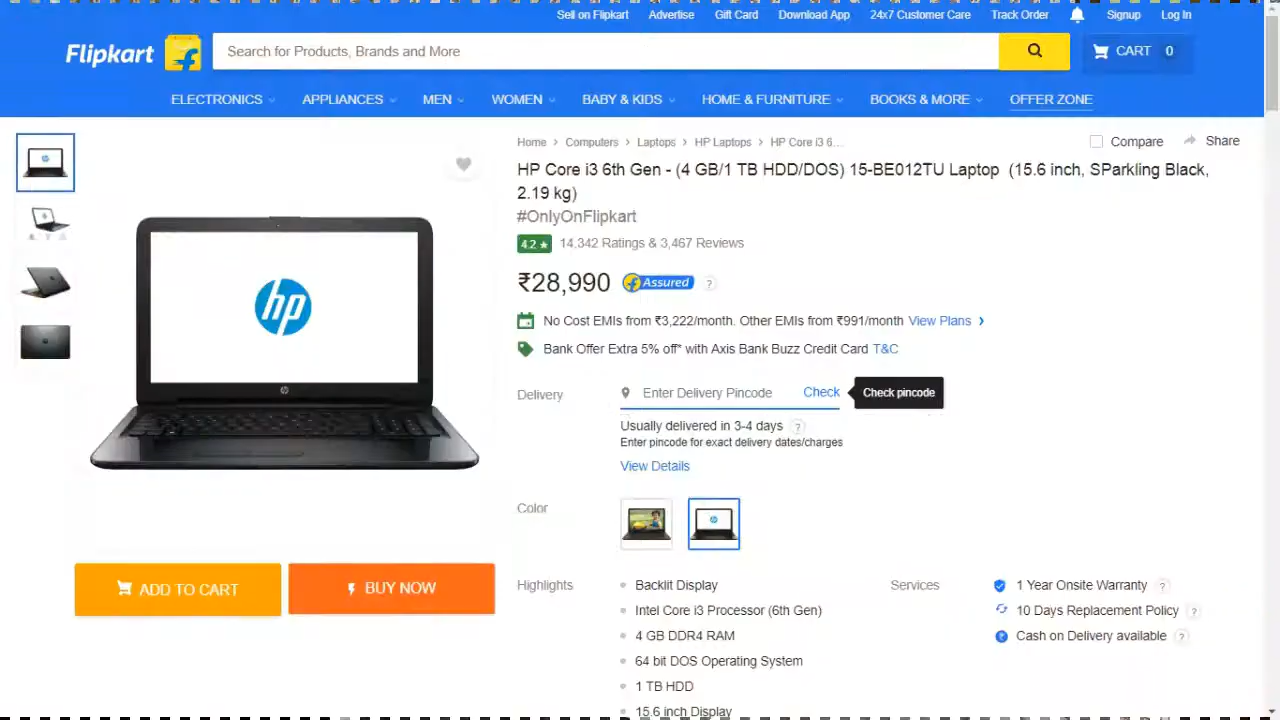 Sell on Flipkart Advertise Gift Card Download App 24x7 Customer Care Track Order Signup Log In
Flipkart Search for Products, Brands and More CART 0
ELECTRONICS APPLIANCES MEN WOMEN BABY & KIDS HOME & FURNITURE BOOKS & MORE OFFER ZONE
Home > Computers > Laptops > HP Laptops > HP Core i3 6... Compare Share
HP Core i3 6th Gen - (4 GB/1 TB HDD/DOS) 15-BE012TU Laptop (15.6 inch, SParkling Black,
2.19 kg)
#OnlyOnFlipkart
4.2 ★ 14,342 Ratings & 3,467 Reviews
₹28,990 Assured ?
hp
No Cost EMIs from ₹3,222/month. Other EMIs from ₹991/month View Plans >
Bank Offer Extra 5% off* with Axis Bank Buzz Credit Card T&C
Delivery Enter Delivery Pincode Check Check pincode
Usually delivered in 3-4 days ?
Enter pincode for exact delivery dates/charges
View Details
Color
ADD TO CART BUY NOW
Highlights Backlit Display Services 1 Year Onsite Warranty ?
Intel Core i3 Processor (6th Gen) 10 Days Replacement Policy ?
4 GB DDR4 RAM Cash on Delivery available ?
64 bit DOS Operating System
1 TB HDD
15.6 inch Display